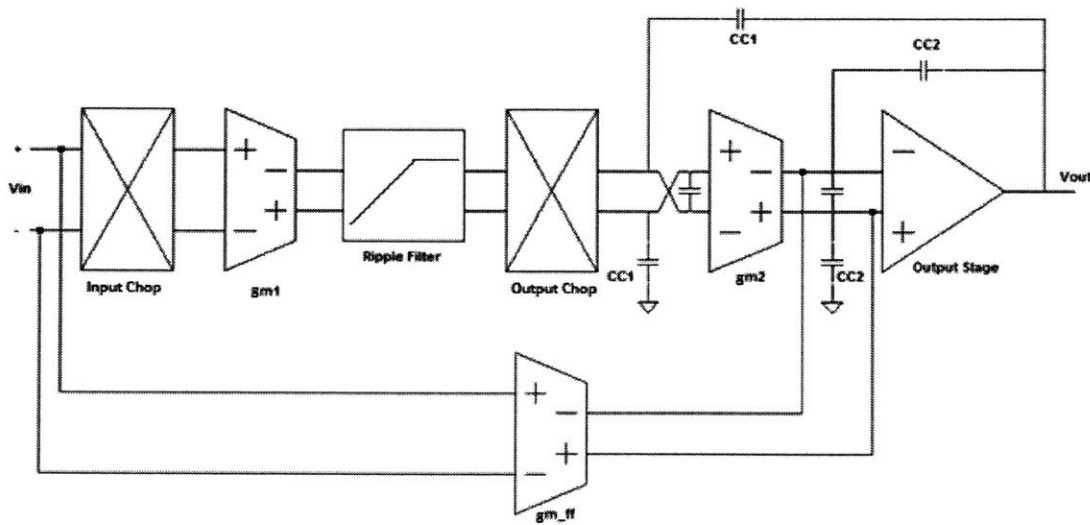 CC1
CC2
+
-
Vin
Input Chop
+
-
-
+
gm1
Ripple Filter
Output Chop
CC1
+
-
-
+
gm2
CC2
-
+
Output Stage
Vout
+
-
-
+
gm_ff